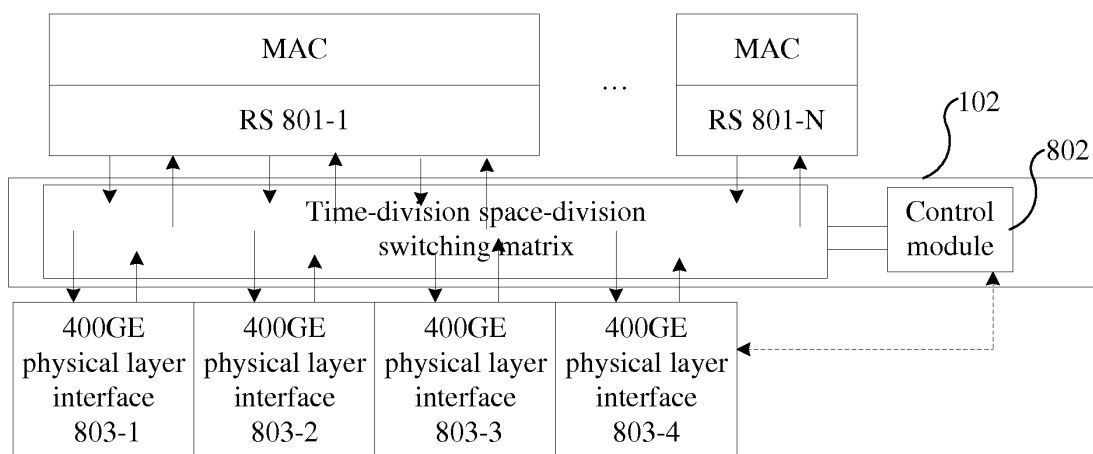 MAC
RS 801-1
...
MAC
RS 801-N
102
802
Time-division space-division
switching matrix
Control
module
400GE
physical layer
interface
803-1
400GE
physical layer
interface
803-2
400GE
physical layer
interface
803-3
400GE
physical layer
interface
803-4